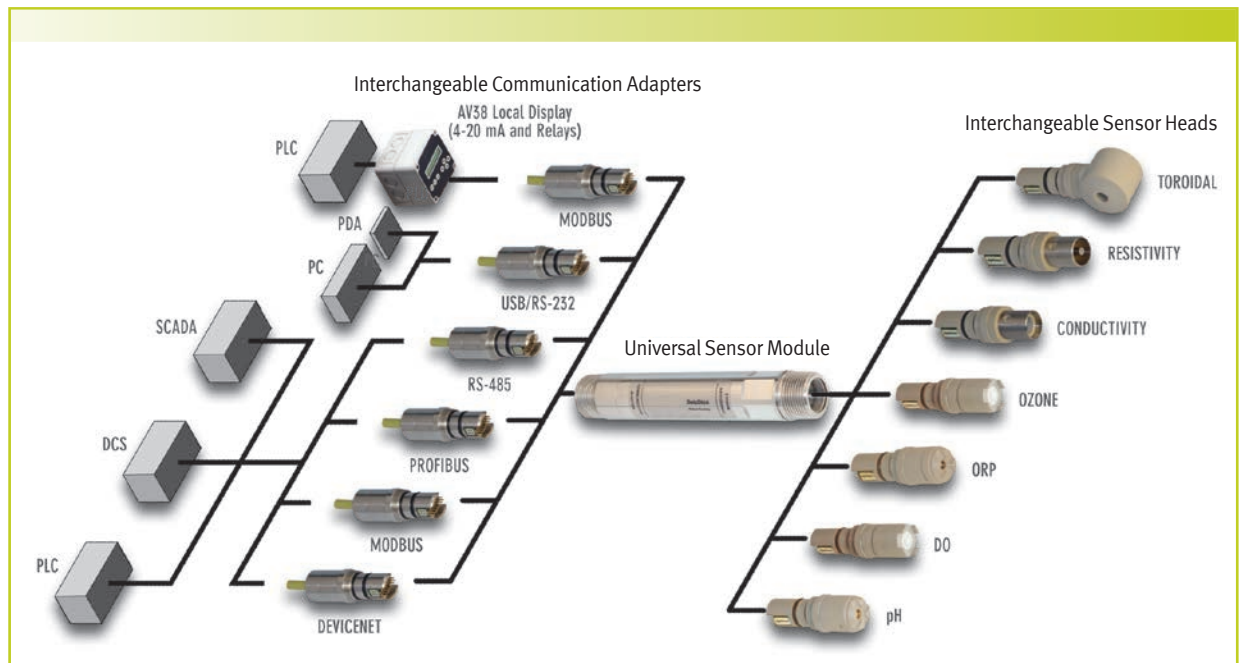 Interchangeable Communication Adapters
AV38 Local Display
(4-20 mA and Relays)
PLC
MODBUS
PDA
PC
USB/RS-232
SCADA
RS-485
DCS
PROFIBUS
MODBUS
PLC
DEVICENET
Universal Sensor Module
Interchangeable Sensor Heads
TOROIDAL
RESISTIVITY
CONDUCTIVITY
OZONE
ORP
DO
pH